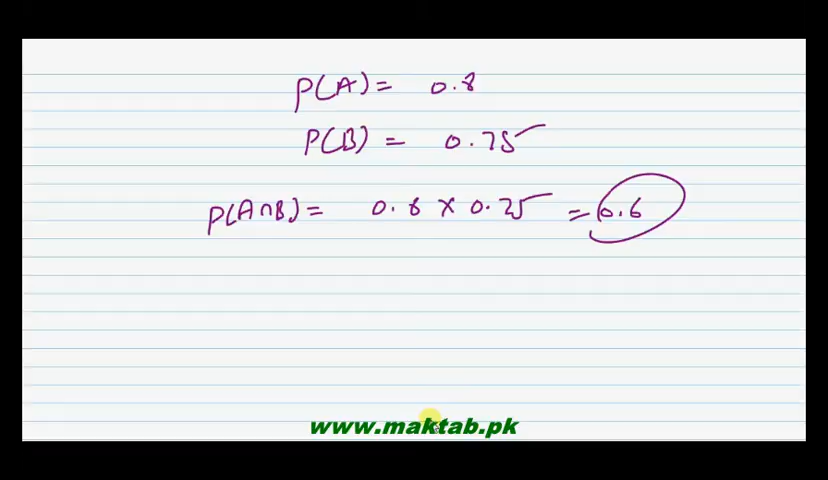 P(A) = 0.8
P(B) = 0.75
P(A∩B) = 0.8 × 0.75 = 0.6
www.maktab.pk